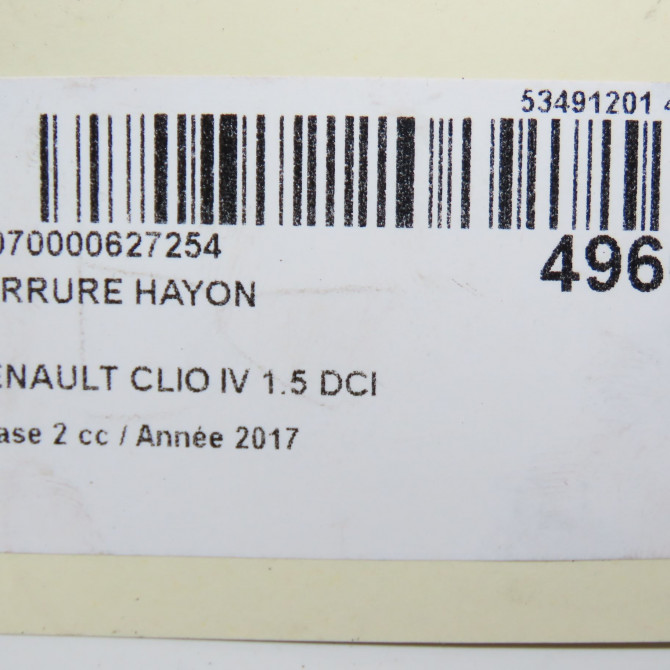 53491201 4
070000627254
496
RRURE HAYON
ENAULT CLIO IV 1.5 DCI
ase 2 cc / Année 2017